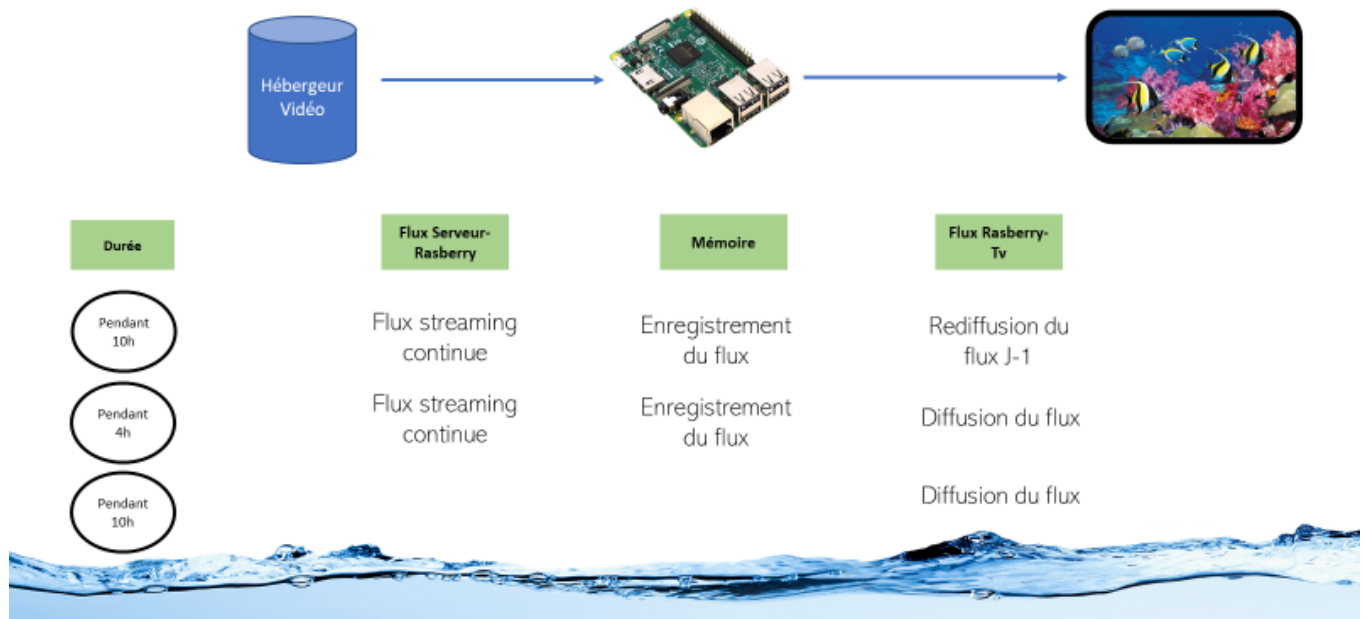 Hébergeur
Vidéo
Durée
Flux Serveur-
Rasberry
Mémoire
Flux Rasberry-
Tv
Pendant
10h
Flux streaming
continue
Enregistrement
du flux
Rediffusion du
flux J-1
Pendant
4h
Flux streaming
continue
Enregistrement
du flux
Diffusion du flux
Pendant
10h
Diffusion du flux